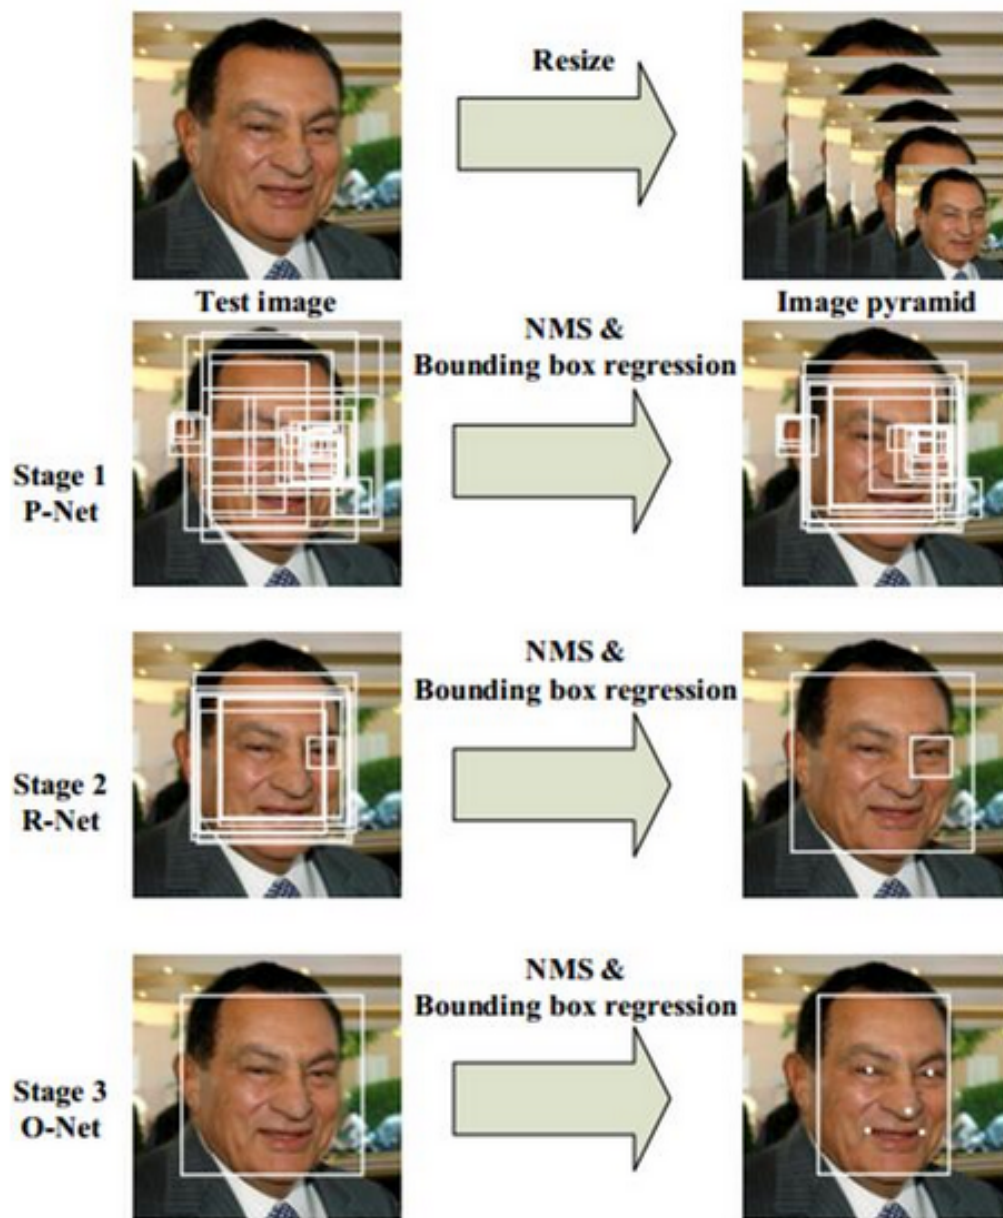 Resize
Test image
Image pyramid
NMS &
Bounding box regression
Stage 1
P-Net
NMS &
Bounding box regression
Stage 2
R-Net
NMS &
Bounding box regression
Stage 3
O-Net